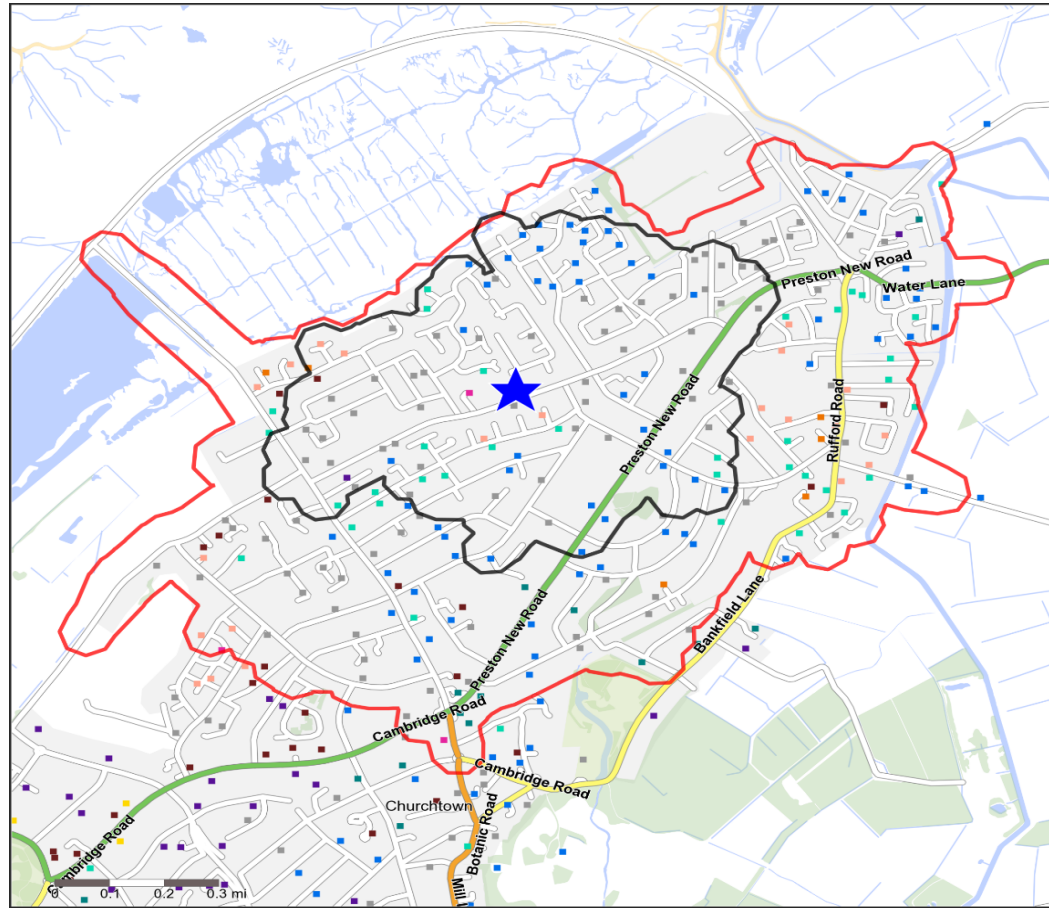 Preston New Road
Water Lane
Preston New Road
Rufford Road
Bankfield Lane
Preston New Road
Cambridge Road
Cambridge Road
Churchtown
Botanic Road
Cambridge Road
0 0.1 0.2 0.3 mi